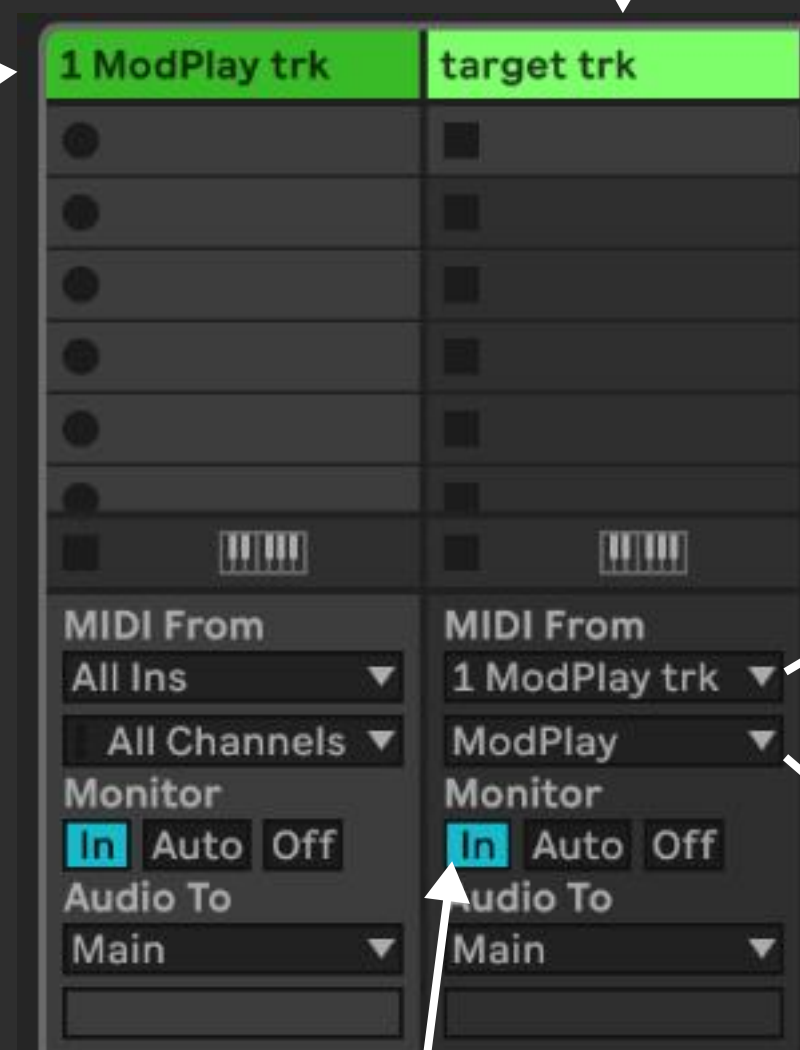 1 ModPlay trk
target trk
MIDI From
All Ins
All Channels
Monitor
In Auto Off
Audio To
Main
MIDI From
1 ModPlay trk
ModPlay
Monitor
In Auto Off
Audio To
Main